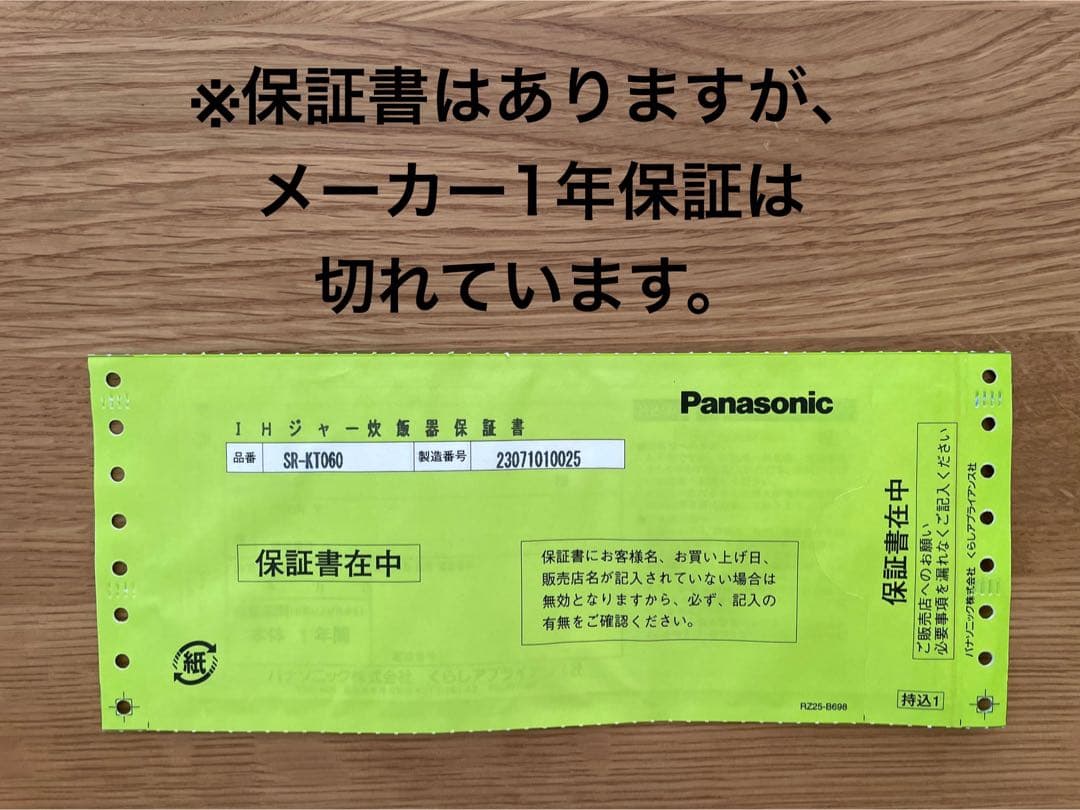 ※保証書はありますが、
メーカー1年保証は
切れています。
Panasonic
IHジャー炊飯器保証書
品番 SR-KT060 製造番号 23071010025
保証書在中
保証書にお客様名、お買い上げ日、
販売店名が記入されていない場合は
無効となりますから、必ず、記入の
有無をご確認ください。
紙
RZ25-B698
保証書在中
ご販売店へのお願い
必要事項を漏れなくご記入ください
パナソニック株式会社 くらしアプライアンス社
持込1